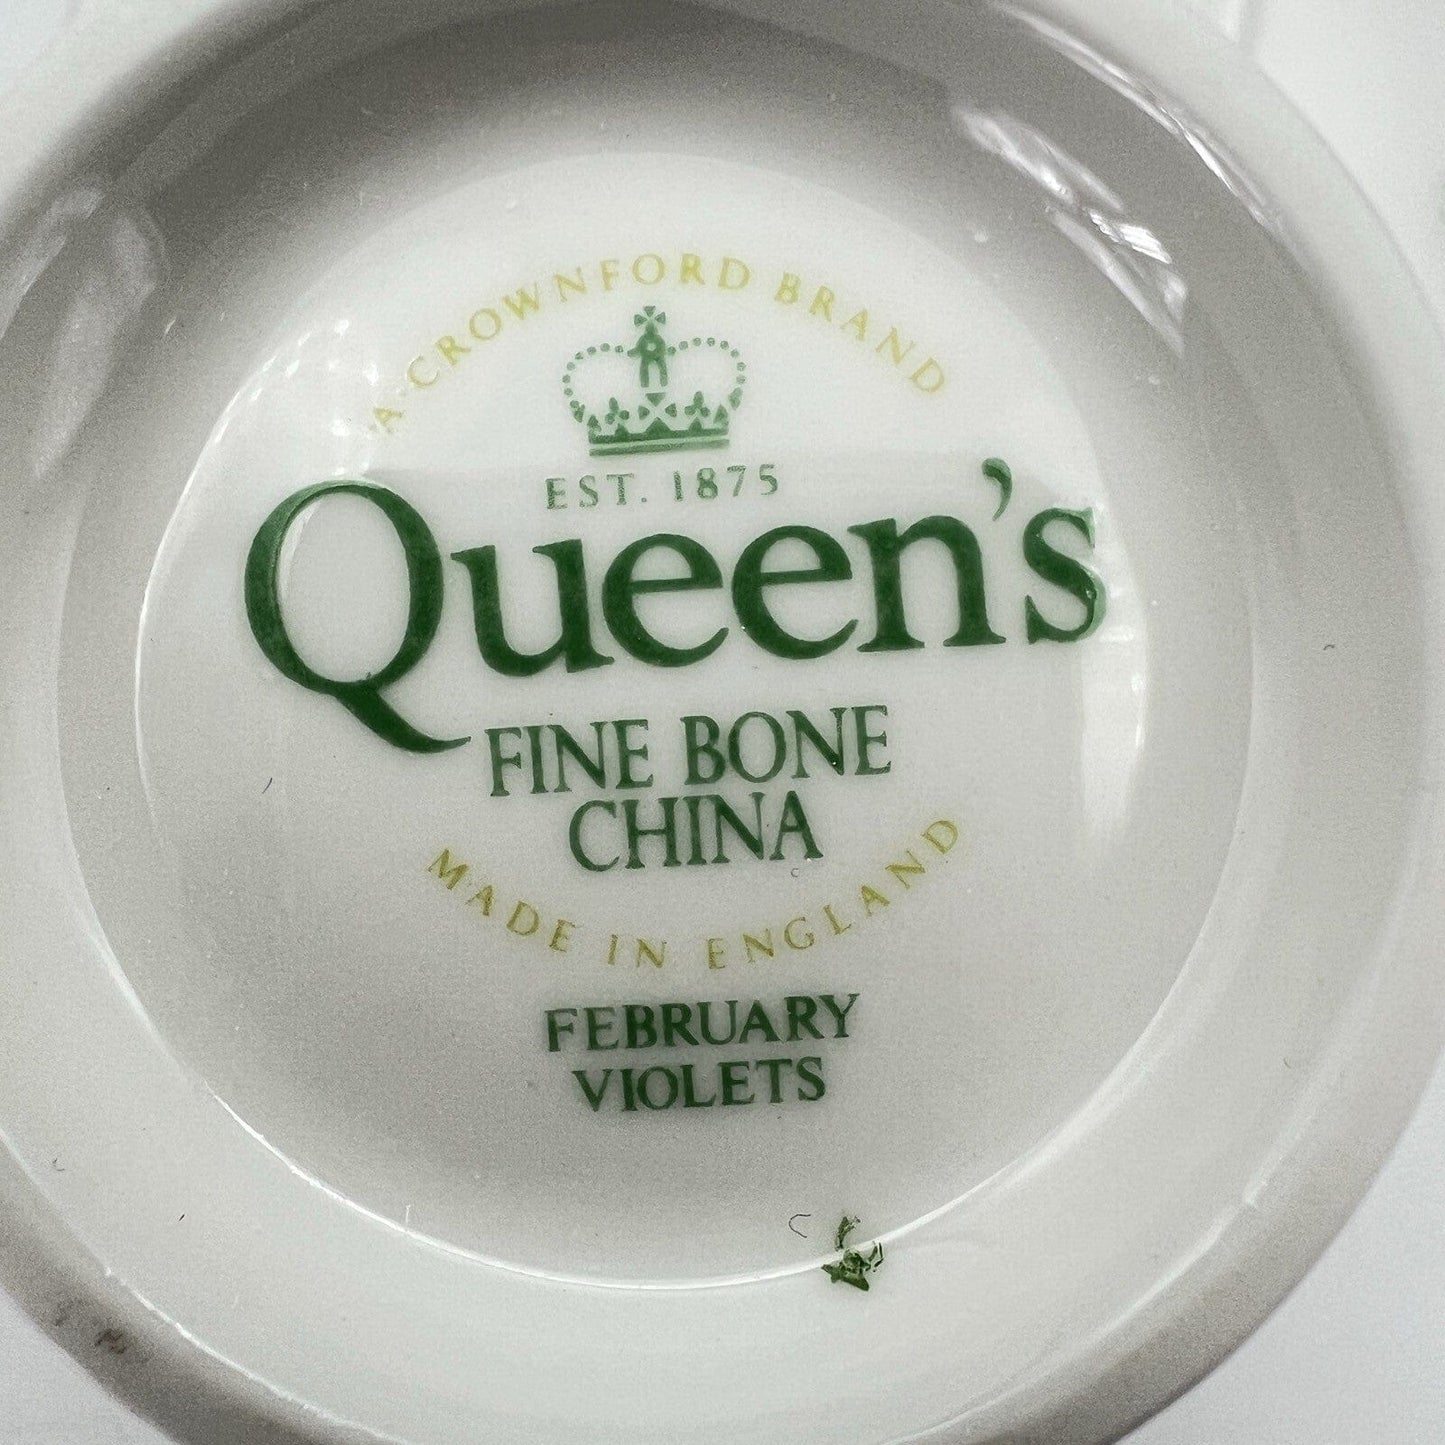 A CROWNFORD BRAND
EST. 1875
Queen's
FINE BONE
CHINA
MADE IN ENGLAND
FEBRUARY
VIOLETS